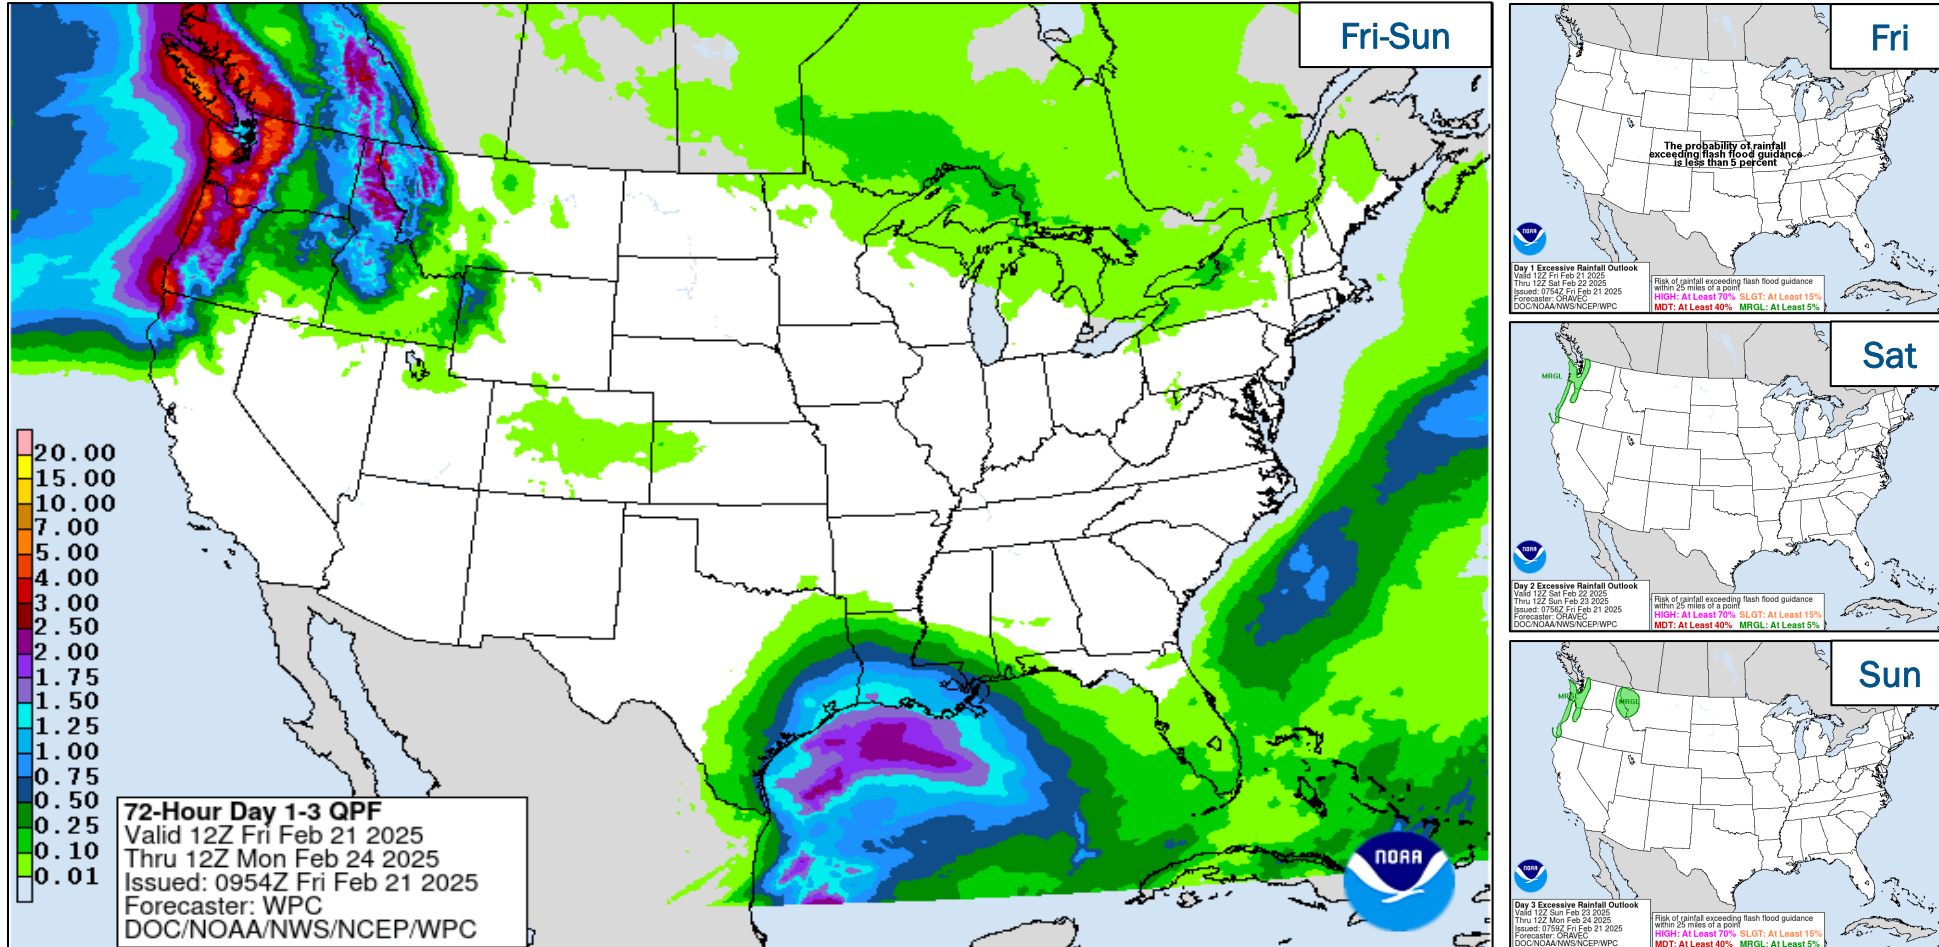 Fri-Sun
20.00
15.00
10.00
7.00
5.00
4.00
3.00
2.50
2.00
1.75
1.50
1.25
1.00
0.75
0.50
0.25
0.10
0.01
72-Hour Day 1-3 QPF
Valid 12Z Fri Feb 21 2025
Thru 12Z Mon Feb 24 2025
Issued: 0954Z Fri Feb 21 2025
Forecaster: WPC
DOC/NOAA/NWS/NCEP/WPC
NOAA
Fri
The probability of rainfall
exceeding flash flood guidance
is less than 5 percent
NOAA
Day 1 Excessive Rainfall Outlook
Valid 12Z Fri Feb 21 2025
Thru 12Z Sat Feb 22 2025
Issued: 0754Z Fri Feb 21 2025
Forecaster: ORAVEC
DOC/NOAA/NWS/NCEP/WPC
Risk of rainfall exceeding flash flood guidance
within 25 miles of a point
HIGH: At Least 70% SLGT: At Least 15%
MDT: At Least 40% MRGL: At Least 5%
Sat
MRGL
NOAA
Day 2 Excessive Rainfall Outlook
Valid 12Z Sat Feb 22 2025
Thru 12Z Sun Feb 23 2025
Issued: 0756Z Fri Feb 21 2025
Forecaster: ORAVEC
DOC/NOAA/NWS/NCEP/WPC
Risk of rainfall exceeding flash flood guidance
within 25 miles of a point
HIGH: At Least 70% SLGT: At Least 15%
MDT: At Least 40% MRGL: At Least 5%
Sun
MRGL
MRGL
NOAA
Day 3 Excessive Rainfall Outlook
Valid 12Z Sun Feb 23 2025
Thru 12Z Mon Feb 24 2025
Issued: 0759Z Fri Feb 21 2025
Forecaster: ORAVEC
DOC/NOAA/NWS/NCEP/WPC
Risk of rainfall exceeding flash flood guidance
within 25 miles of a point
HIGH: At Least 70% SLGT: At Least 15%
MDT: At Least 40% MRGL: At Least 5%